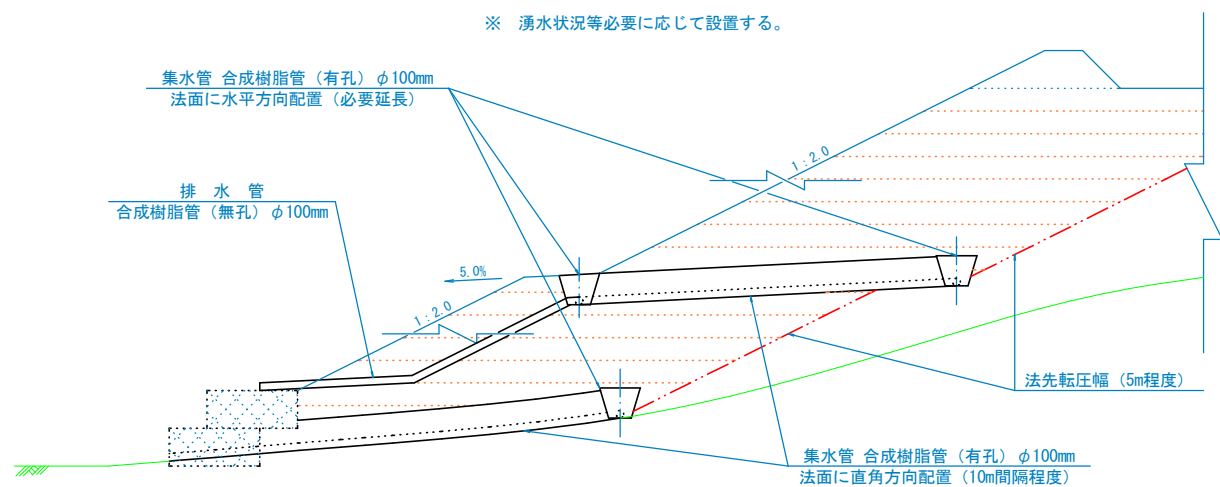 ※　湧水状況等必要に応じて設置する。
集水管 合成樹脂管（有孔）φ100mm
法面に水平方向配置（必要延長）
1：2.0
排　水　管
合成樹脂管（無孔）φ100mm
5.0%
1：2.0
法先転圧幅（5m程度）
集水管 合成樹脂管（有孔）φ100mm
法面に直角方向配置（10m間隔程度）